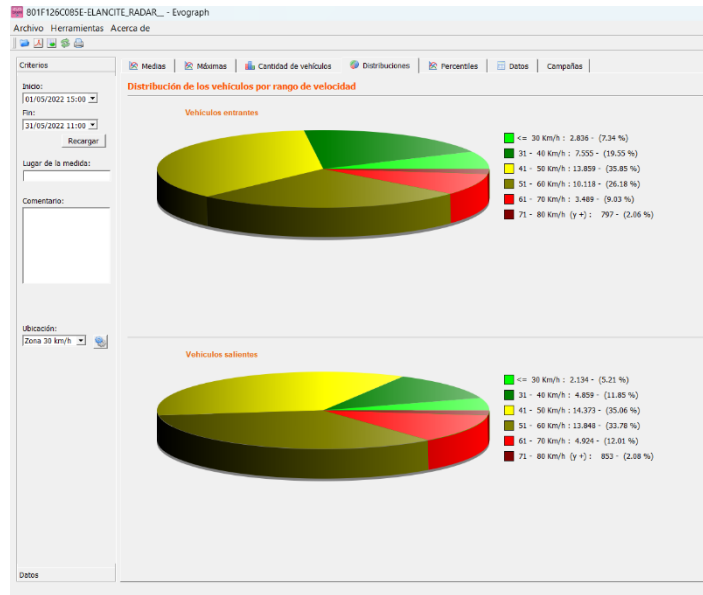 801F126C085E-ELANCITE_RADAR__ - Evograph
Archivo Herramientas Acerca de
Criterios
Medias Máximas Cantidad de vehículos Distribuciones Percentiles Datos Campañas
Inicio:
01/05/2022 15:00
Fin:
31/05/2022 11:00
Recargar
Lugar de la medida:
Comentario:
Ubicación:
Zona 30 km/h
Datos
Distribución de los vehículos por rango de velocidad
Vehículos entrantes
<= 30 Km/h : 2.836 - (7.34 %)
31 - 40 Km/h : 7.555 - (19.55 %)
41 - 50 Km/h : 13.859 - (35.85 %)
51 - 60 Km/h : 10.118 - (26.18 %)
61 - 70 Km/h : 3.489 - (9.03 %)
71 - 80 Km/h (y +) : 797 - (2.06 %)
Vehículos salientes
<= 30 Km/h : 2.134 - (5.21 %)
31 - 40 Km/h : 4.859 - (11.85 %)
41 - 50 Km/h : 14.373 - (35.06 %)
51 - 60 Km/h : 13.848 - (33.78 %)
61 - 70 Km/h : 4.924 - (12.01 %)
71 - 80 Km/h (y +) : 853 - (2.08 %)